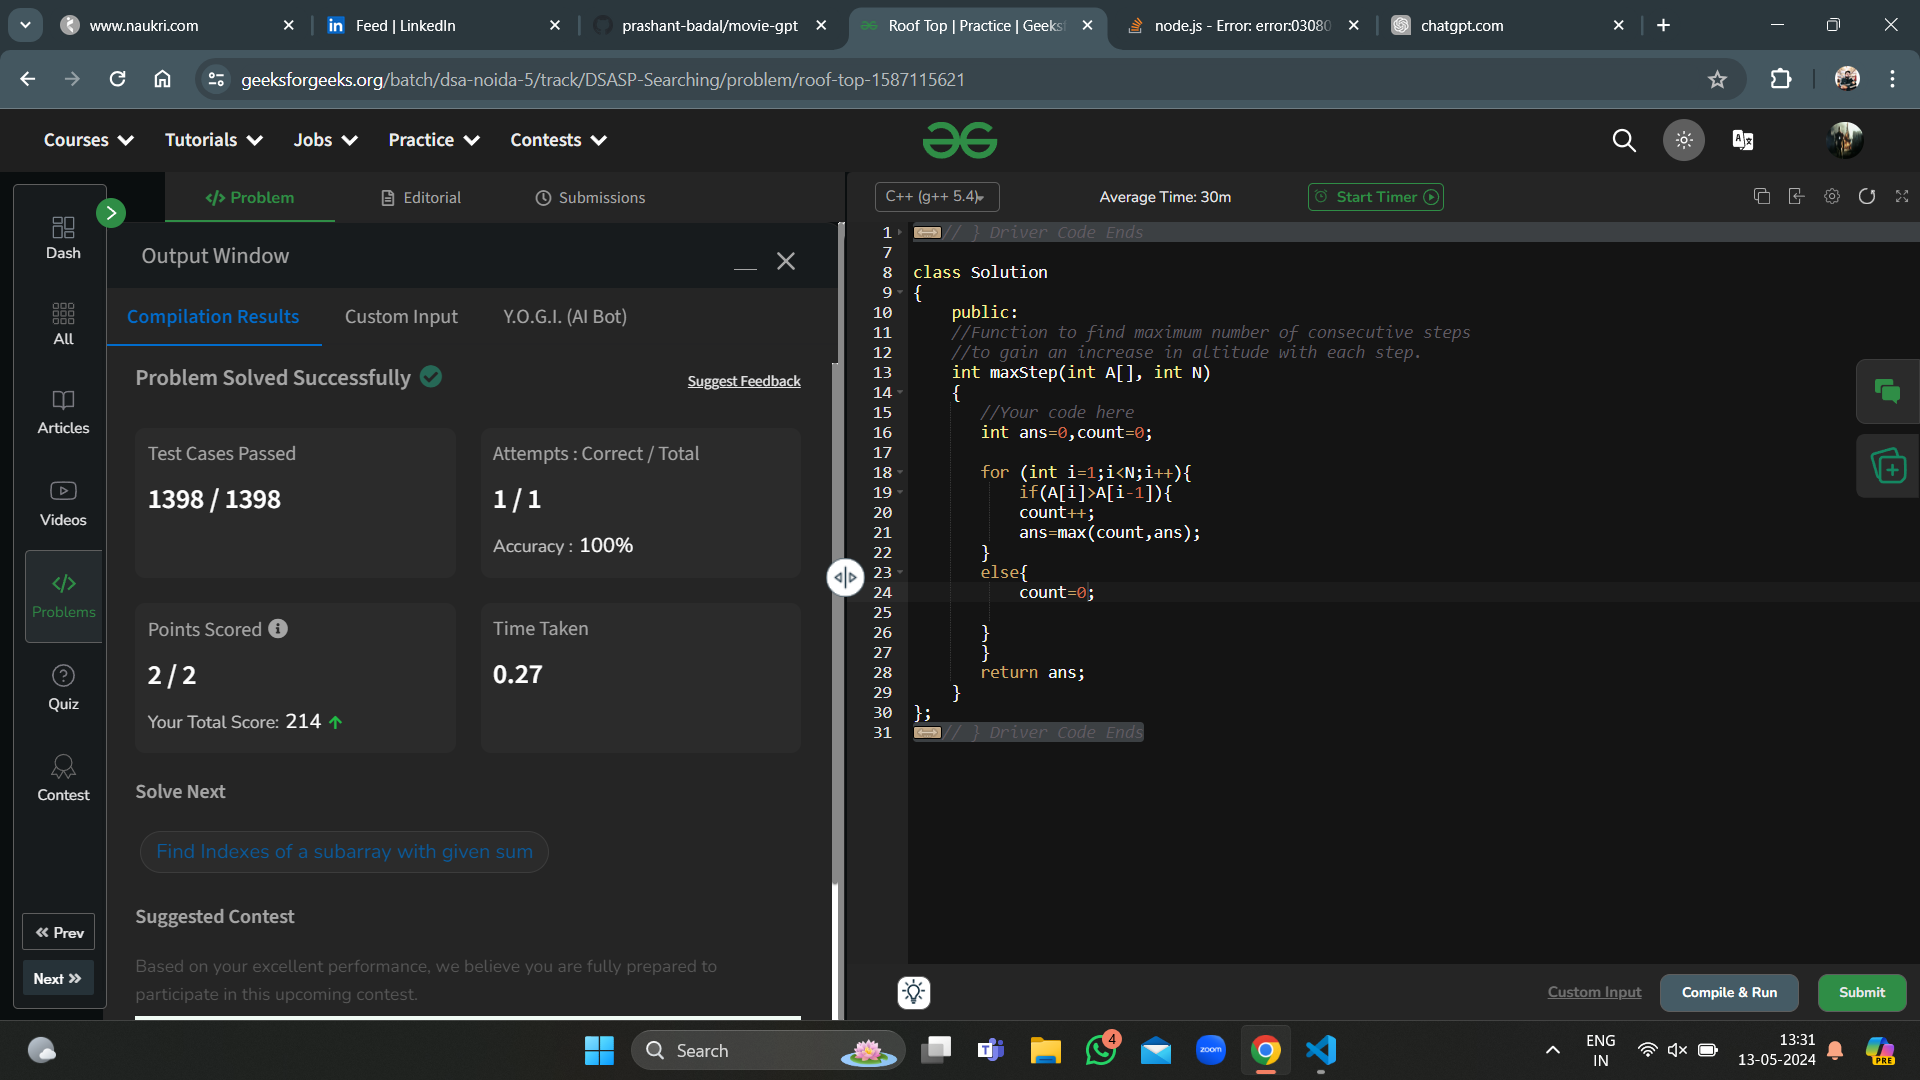 www.naukri.com
Feed | LinkedIn
prashant-badal/movie-gpt
Roof Top | Practice | Geeks
node.js - Error: error:0308
chatgpt.com
geeksforgeeks.org/batch/dsa-noida-5/track/DSASP-Searching/problem/roof-top-1587115621
Courses
Tutorials
Jobs
Practice
Contests
Dash
All
Articles
Videos
Problems
Quiz
Contest
Prev
Next
Problem
Editorial
Submissions
Output Window
Compilation Results
Custom Input
Y.O.G.I. (AI Bot)
Problem Solved Successfully
Suggest Feedback
Test Cases Passed
1398 / 1398
Attempts : Correct / Total
1 / 1
Accuracy : 100%
Points Scored
2 / 2
Your Total Score: 214
Time Taken
0.27
Solve Next
Find Indexes of a subarray with given sum
Suggested Contest
Based on your excellent performance, we believe you are fully prepared to
participate in this upcoming contest.
C++ (g++ 5.4)
Average Time: 30m
Start Timer
1 // } Driver Code Ends
7
8 class Solution
9 {
10 public:
11 //Function to find maximum number of consecutive steps
12 //to gain an increase in altitude with each step.
13 int maxStep(int A[], int N)
14 {
15 //Your code here
16 int ans=0,count=0;
17
18 for (int i=1;i<N;i++){
19 if(A[i]>A[i-1]){
20 count++;
21 ans=max(count,ans);
22 }
23 else{
24 count=0;
25
26 }
27 }
28 return ans;
29 }
30 };
31 // } Driver Code Ends
Custom Input
Compile & Run
Submit
Search
4
zoom
ENG
IN
13:31
13-05-2024
PRE